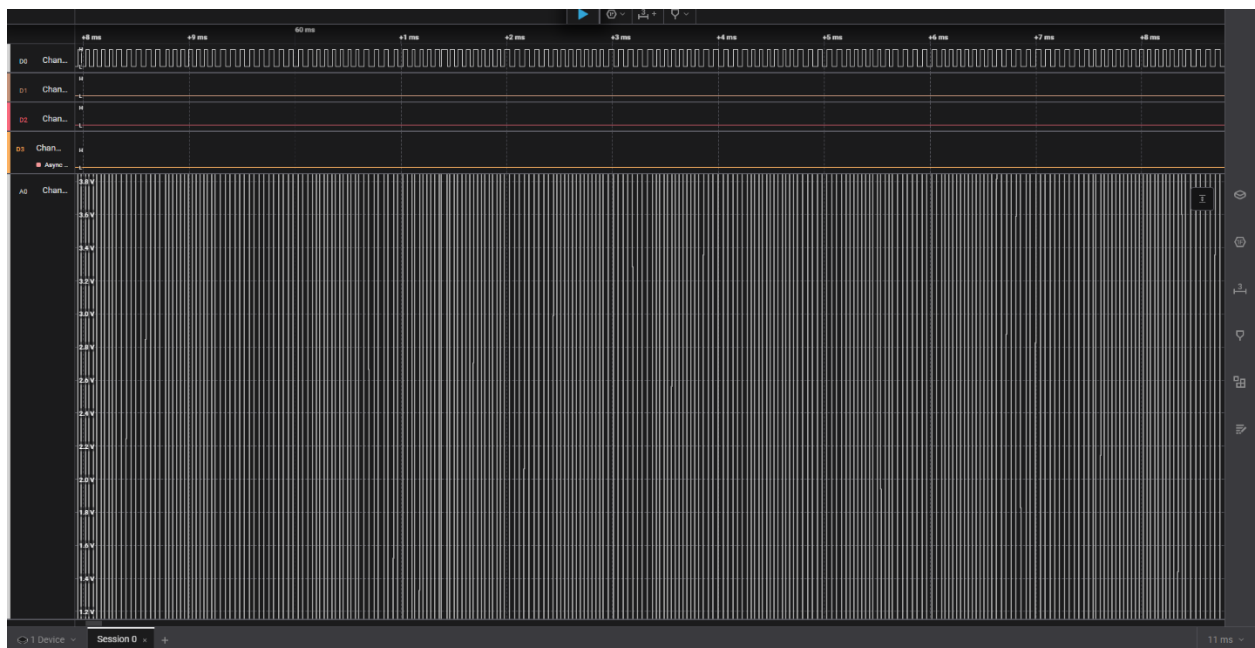 60 ms
+8 ms +9 ms +1 ms +2 ms +3 ms +4 ms +5 ms +6 ms +7 ms +8 ms
D0 Chan... H
L
D1 Chan... H
L
D2 Chan... H
L
D3 Chan... H
Async ... L
A0 Chan...
3.8 V
3.6 V
3.4 V
3.2 V
3.0 V
2.8 V
2.6 V
2.4 V
2.2 V
2.0 V
1.8 V
1.6 V
1.4 V
1.2 V
1 Device Session 0 × + 11 ms